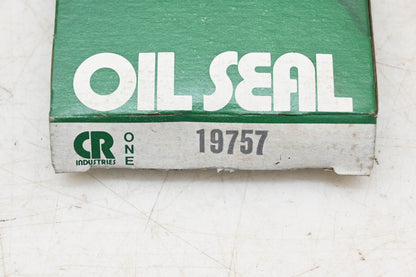 OIL SEAL
CR
INDUSTRIES
ONE
19757